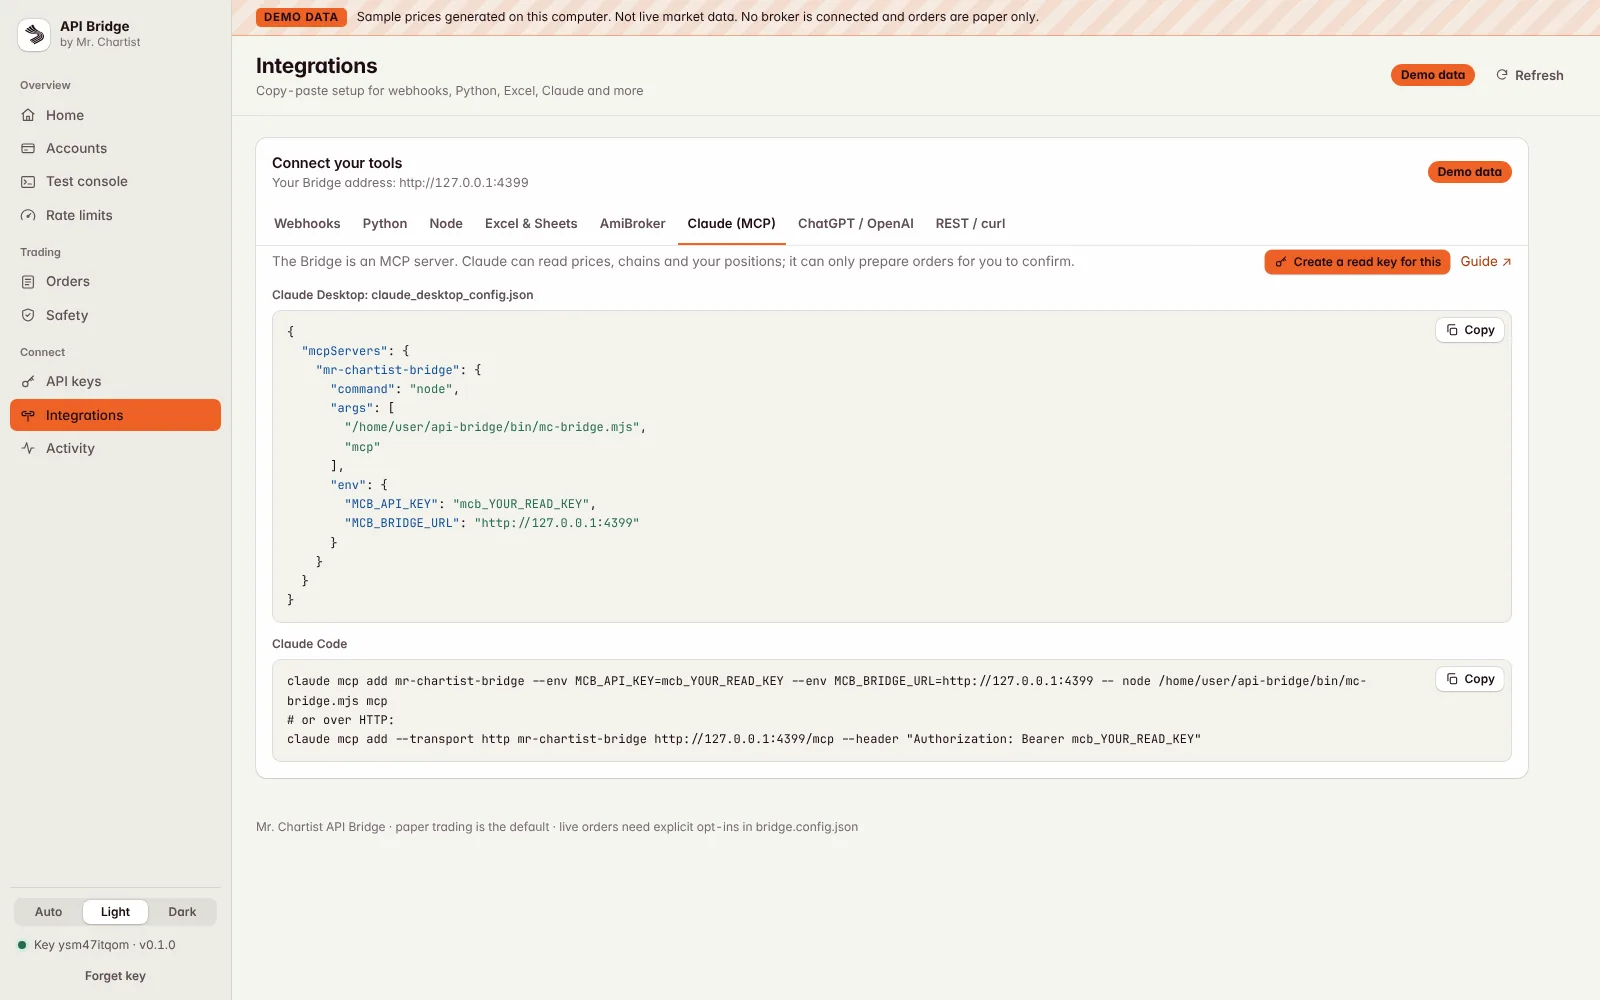 API Bridge
by Mr. Chartist
Overview
Home
Accounts
Test console
Rate limits
Trading
Orders
Safety
Connect
API keys
Integrations
Activity
Auto
Light
Dark
Key ysm47itqom · v0.1.0
Forget key
DEMO DATA
Sample prices generated on this computer. Not live market data. No broker is connected and orders are paper only.
Integrations
Copy-paste setup for webhooks, Python, Excel, Claude and more
Demo data
Refresh
Connect your tools
Your Bridge address: http://127.0.0.1:4399
Demo data
Webhooks
Python
Node
Excel & Sheets
AmiBroker
Claude (MCP)
ChatGPT / OpenAI
REST / curl
The Bridge is an MCP server. Claude can read prices, chains and your positions; it can only prepare orders for you to confirm.
Create a read key for this
Guide ↗
Claude Desktop: claude_desktop_config.json
Copy
{
  "mcpServers": {
    "mr-chartist-bridge": {
      "command": "node",
      "args": [
        "/home/user/api-bridge/bin/mc-bridge.mjs",
        "mcp"
      ],
      "env": {
        "MCB_API_KEY": "mcb_YOUR_READ_KEY",
        "MCB_BRIDGE_URL": "http://127.0.0.1:4399"
      }
    }
  }
}
Claude Code
Copy
claude mcp add mr-chartist-bridge --env MCB_API_KEY=mcb_YOUR_READ_KEY --env MCB_BRIDGE_URL=http://127.0.0.1:4399 -- node /home/user/api-bridge/bin/mc-
bridge.mjs mcp
# or over HTTP:
claude mcp add --transport http mr-chartist-bridge http://127.0.0.1:4399/mcp --header "Authorization: Bearer mcb_YOUR_READ_KEY"
Mr. Chartist API Bridge · paper trading is the default · live orders need explicit opt-ins in bridge.config.json